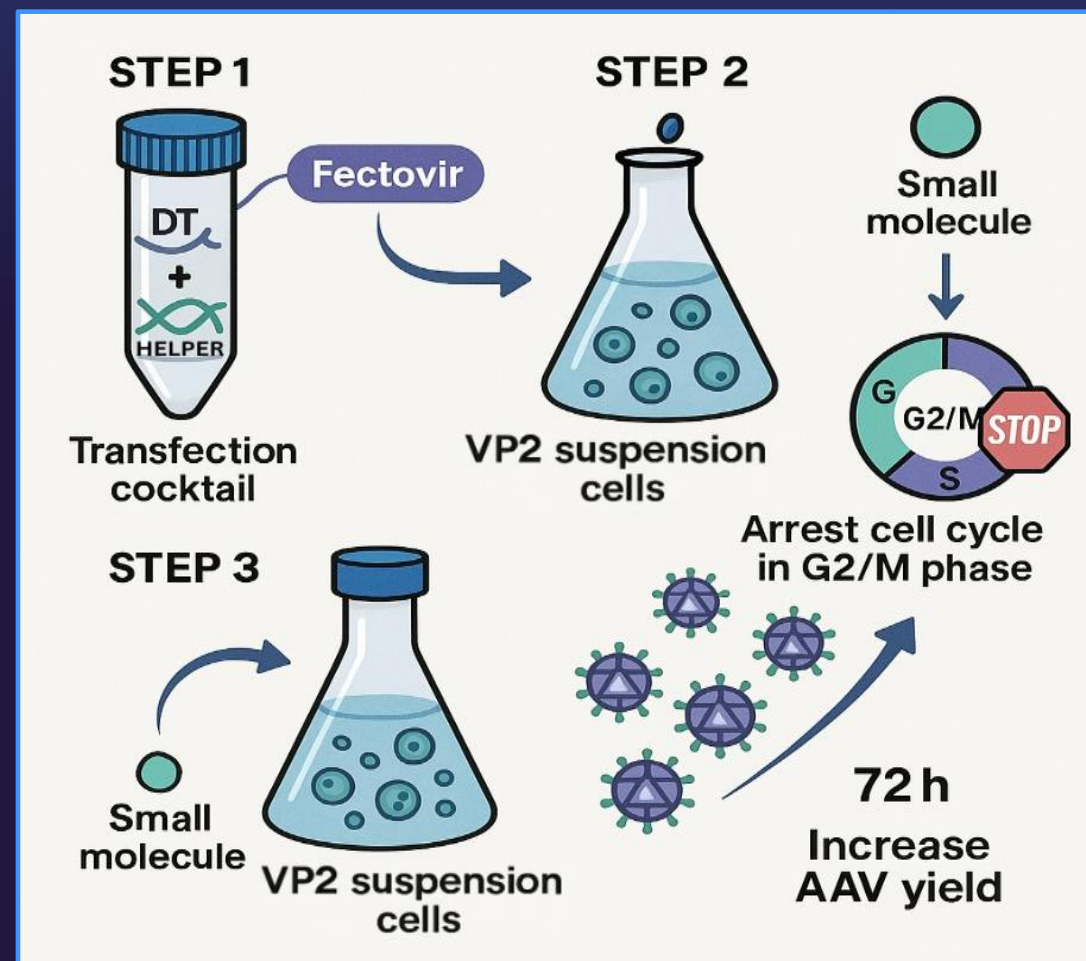 STEP 1
DT
+
HELPER
Fectovir
Transfection
cocktail
STEP 2
VP2 suspension
cells
Small
molecule
G
G2/M
S
STOP
Arrest cell cycle
in G2/M phase
STEP 3
Small
molecule
VP2 suspension
cells
72 h
Increase
AAV yield